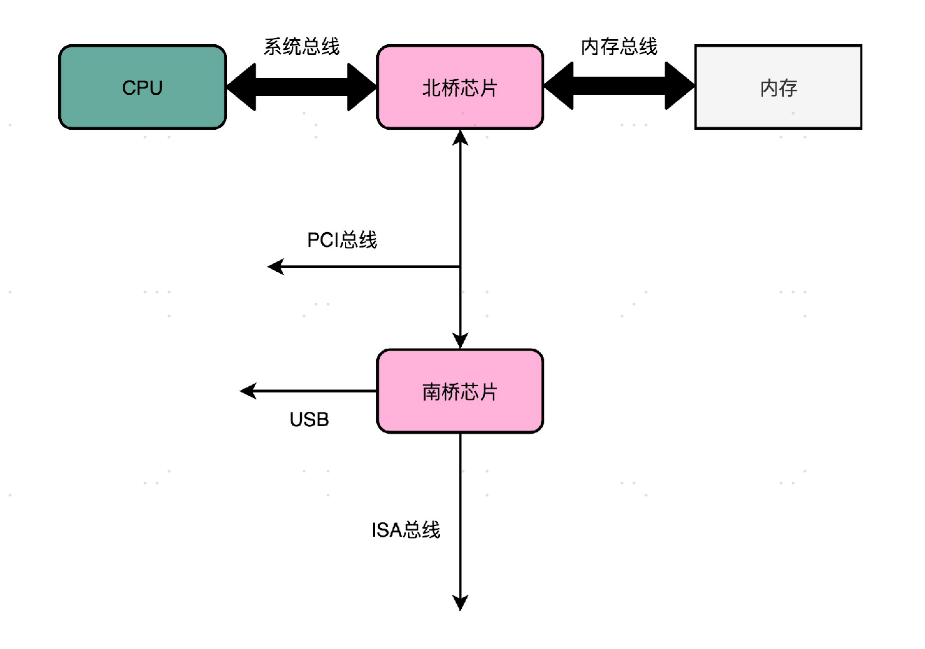 系统总线
内存总线
CPU
北桥芯片
内存
PCI总线
南桥芯片
USB
ISA总线